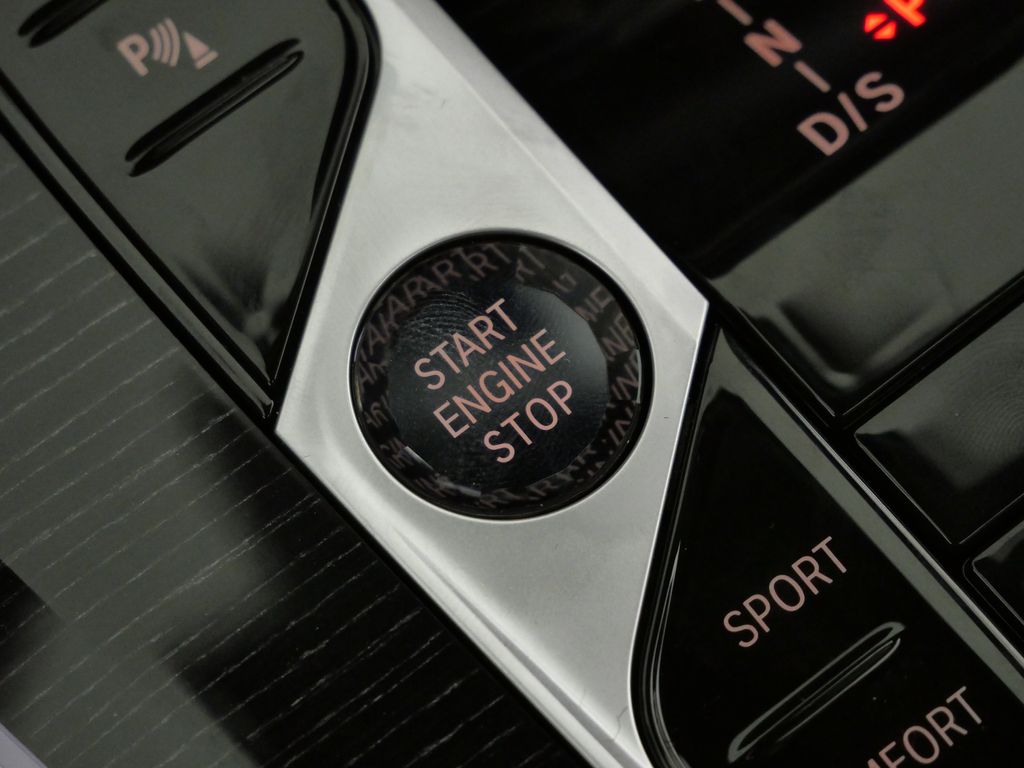 P
P
N
D/S
START
ENGINE
STOP
SPORT